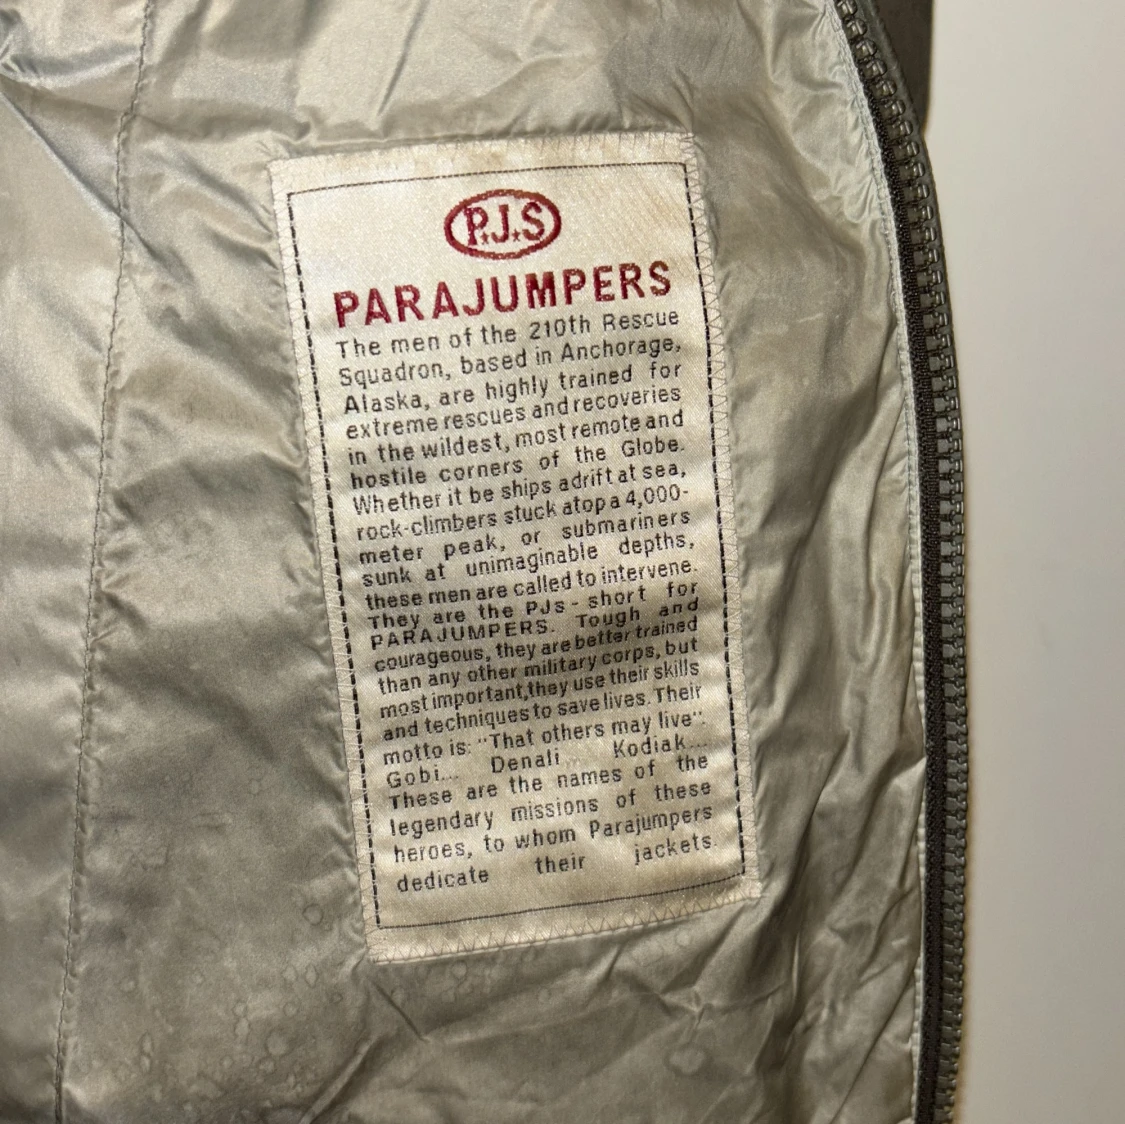 P.J.S
PARAJUMPERS
The men of the 210th Rescue
Squadron, based in Anchorage,
Alaska, are highly trained for
extreme rescues and recoveries
in the wildest, most remote and
hostile corners of the Globe.
Whether it be ships adrift at sea,
rock-climbers stuck atop a 4,000-
meter peak, or submariners
sunk at unimaginable depths,
these men are called to intervene.
They are the PJs - short for
PARAJUMPERS. Tough and
courageous, they are better trained
than any other military corps, but
most important,they use their skills
and techniques to save lives. Their
motto is: "That others may live".
Gobi... Denali... Kodiak...
These are the names of the
legendary missions of these
heroes, to whom Parajumpers
dedicate their jackets.